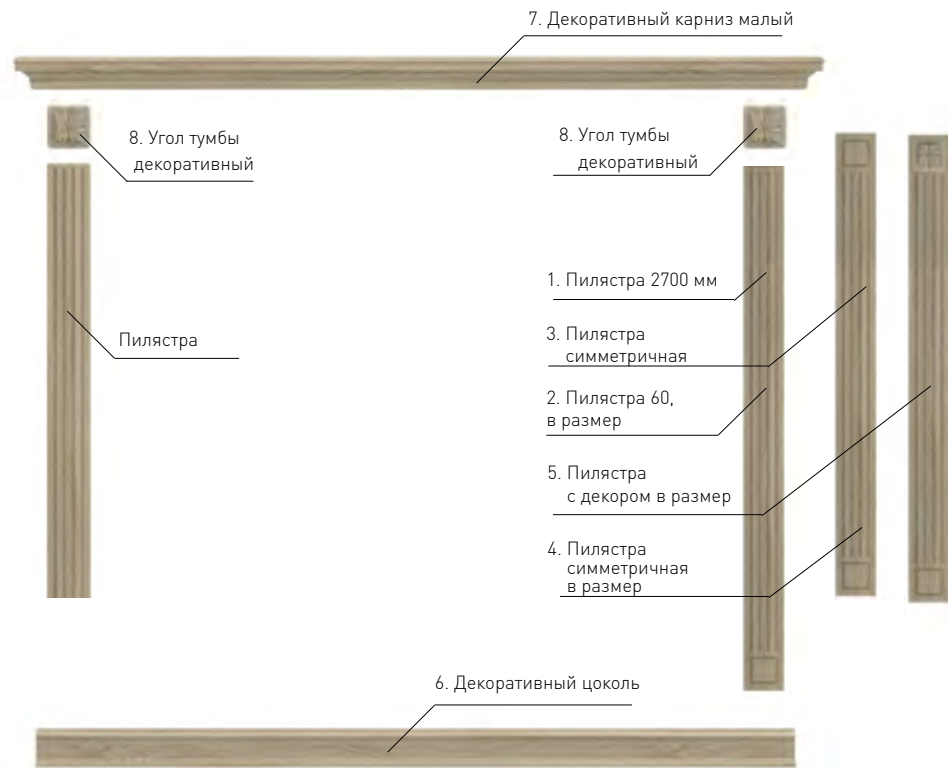 7. Декоративный карниз малый
8. Угол тумбы
декоративный
8. Угол тумбы
декоративный
1. Пилястра 2700 мм
Пилястра
3. Пилястра
симметричная
2. Пилястра 60,
в размер
5. Пилястра
с декором в размер
4. Пилястра
симметричная
в размер
6. Декоративный цоколь